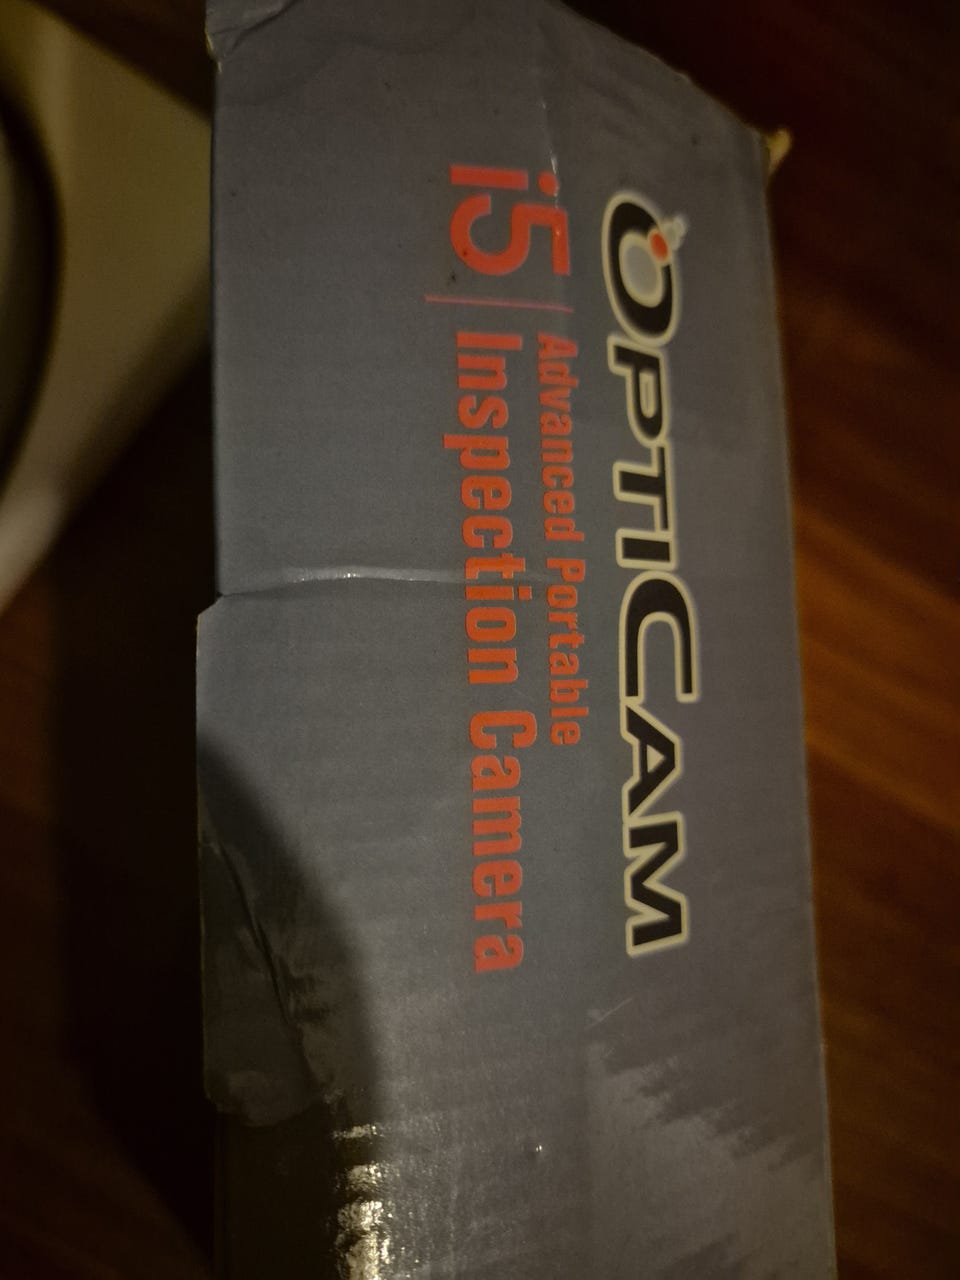 OPTICAM
i5 | Advanced Portable
Inspection Camera